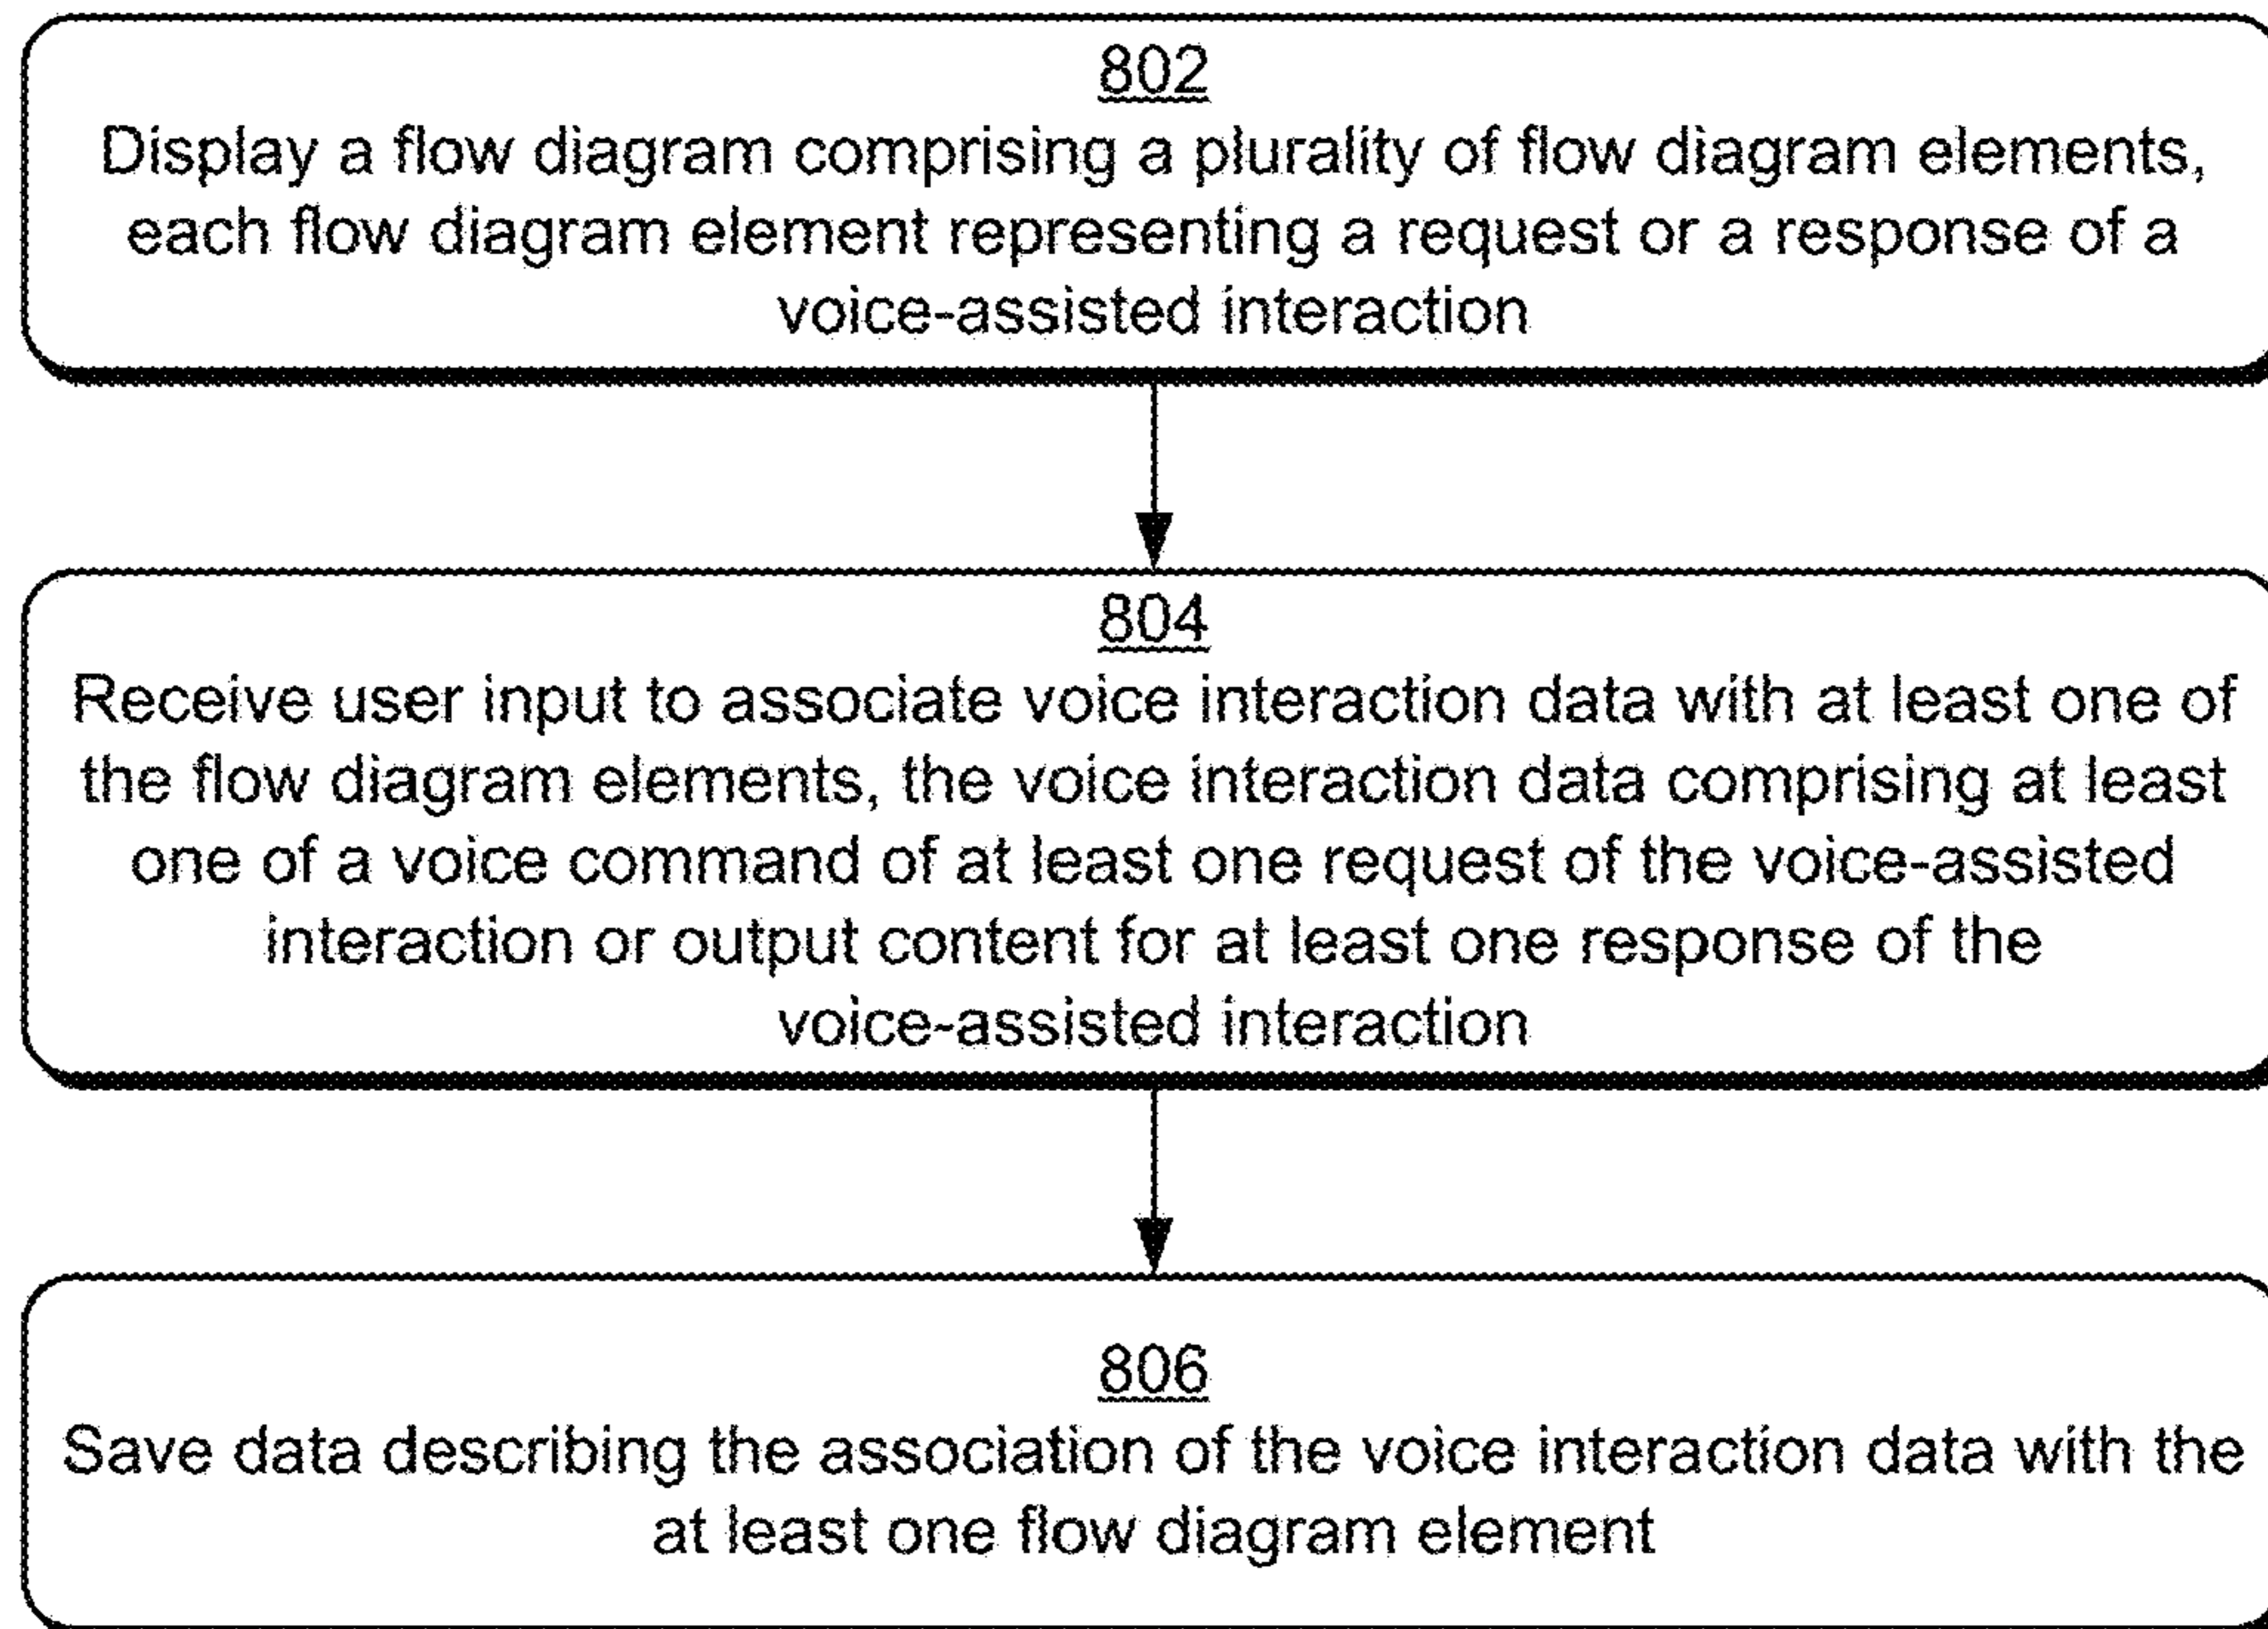 802
Display a flow diagram comprising a plurality of flow diagram elements,
each flow diagram element representing a request or a response of a
voice-assisted interaction
804
Receive user input to associate voice interaction data with at least one of
the flow diagram elements, the voice interaction data comprising at least
one of a voice command of at least one request of the voice-assisted
interaction or output content for at least one response of the
voice-assisted interaction
806
Save data describing the association of the voice interaction data with the
at least one flow diagram element